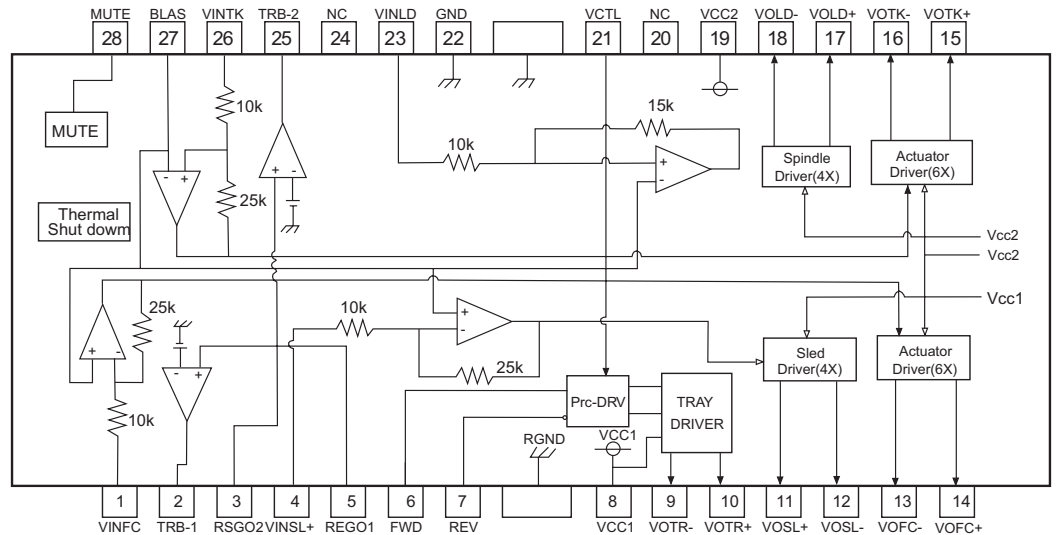 MUTE BLAS VINTK TRB-2 NC VINLD GND VCTL NC VCC2 VOLD- VOLD+ VOTK- VOTK+
28 27 26 25 24 23 22 21 20 19 18 17 16 15
MUTE
10k
15k
10k
25k
Spindle
Driver(4X)
Actuator
Driver(6X)
Thermal
Shut down
Vcc2
Vcc2
Vcc1
25k
10k
25k
10k
Sled
Driver(4X)
Actuator
Driver(6X)
Prc-DRV
TRAY
DRIVER
RGND
VCC1
1 2 3 4 5 6 7 8 9 10 11 12 13 14
VINFC TRB-1 RSGO2 VINSL+ REGO1 FWD REV VCC1 VOTR- VOTR+ VOSL+ VOSL- VOFC- VOFC+